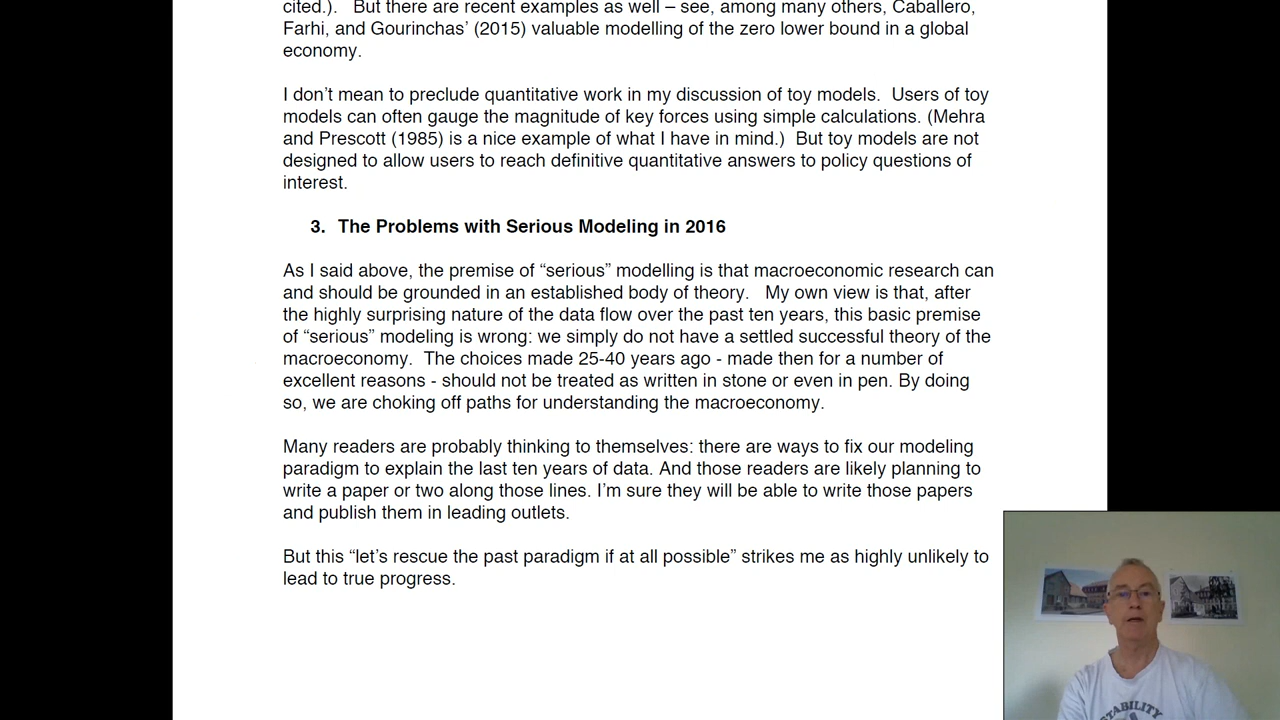 cited.). But there are recent examples as well – see, among many others, Caballero,
Farhi, and Gourinchas’ (2015) valuable modelling of the zero lower bound in a global
economy.
I don’t mean to preclude quantitative work in my discussion of toy models. Users of toy
models can often gauge the magnitude of key forces using simple calculations. (Mehra
and Prescott (1985) is a nice example of what I have in mind.) But toy models are not
designed to allow users to reach definitive quantitative answers to policy questions of
interest.
3. The Problems with Serious Modeling in 2016
As I said above, the premise of “serious” modelling is that macroeconomic research can
and should be grounded in an established body of theory. My own view is that, after
the highly surprising nature of the data flow over the past ten years, this basic premise
of “serious” modeling is wrong: we simply do not have a settled successful theory of the
macroeconomy. The choices made 25-40 years ago - made then for a number of
excellent reasons - should not be treated as written in stone or even in pen. By doing
so, we are choking off paths for understanding the macroeconomy.
Many readers are probably thinking to themselves: there are ways to fix our modeling
paradigm to explain the last ten years of data. And those readers are likely planning to
write a paper or two along those lines. I’m sure they will be able to write those papers
and publish them in leading outlets.
But this “let’s rescue the past paradigm if at all possible” strikes me as highly unlikely to
lead to true progress.
STABILITY